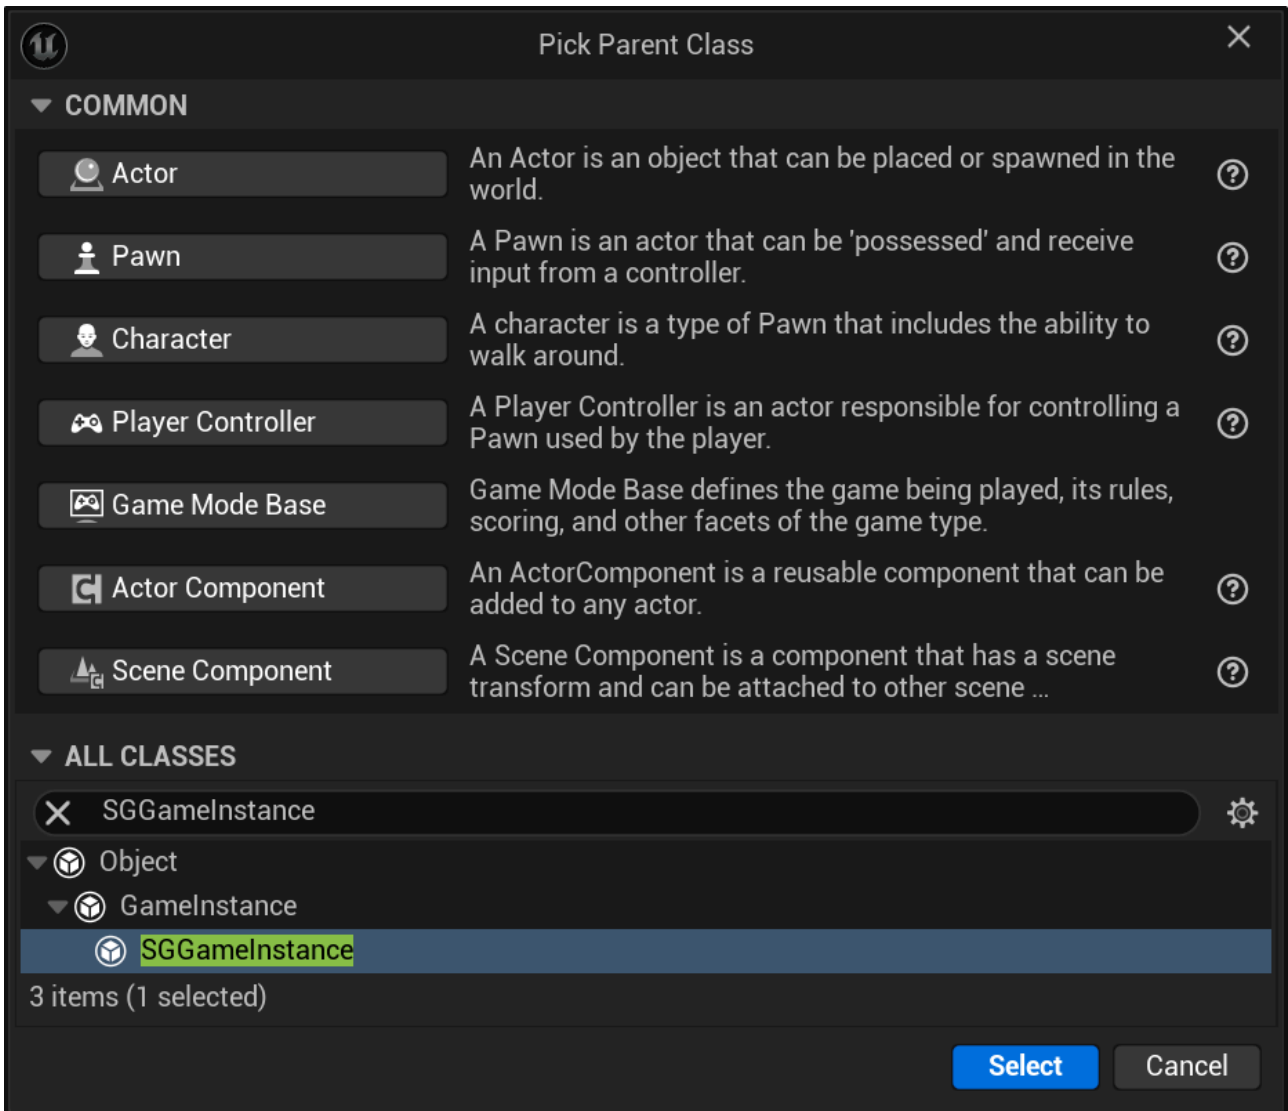 Pick Parent Class
COMMON
Actor
An Actor is an object that can be placed or spawned in the
world.
Pawn
A Pawn is an actor that can be 'possessed' and receive
input from a controller.
Character
A character is a type of Pawn that includes the ability to
walk around.
Player Controller
A Player Controller is an actor responsible for controlling a
Pawn used by the player.
Game Mode Base
Game Mode Base defines the game being played, its rules,
scoring, and other facets of the game type.
Actor Component
An ActorComponent is a reusable component that can be
added to any actor.
Scene Component
A Scene Component is a component that has a scene
transform and can be attached to other scene ...
ALL CLASSES
SGGameInstance
Object
GameInstance
SGGameInstance
3 items (1 selected)
Select
Cancel